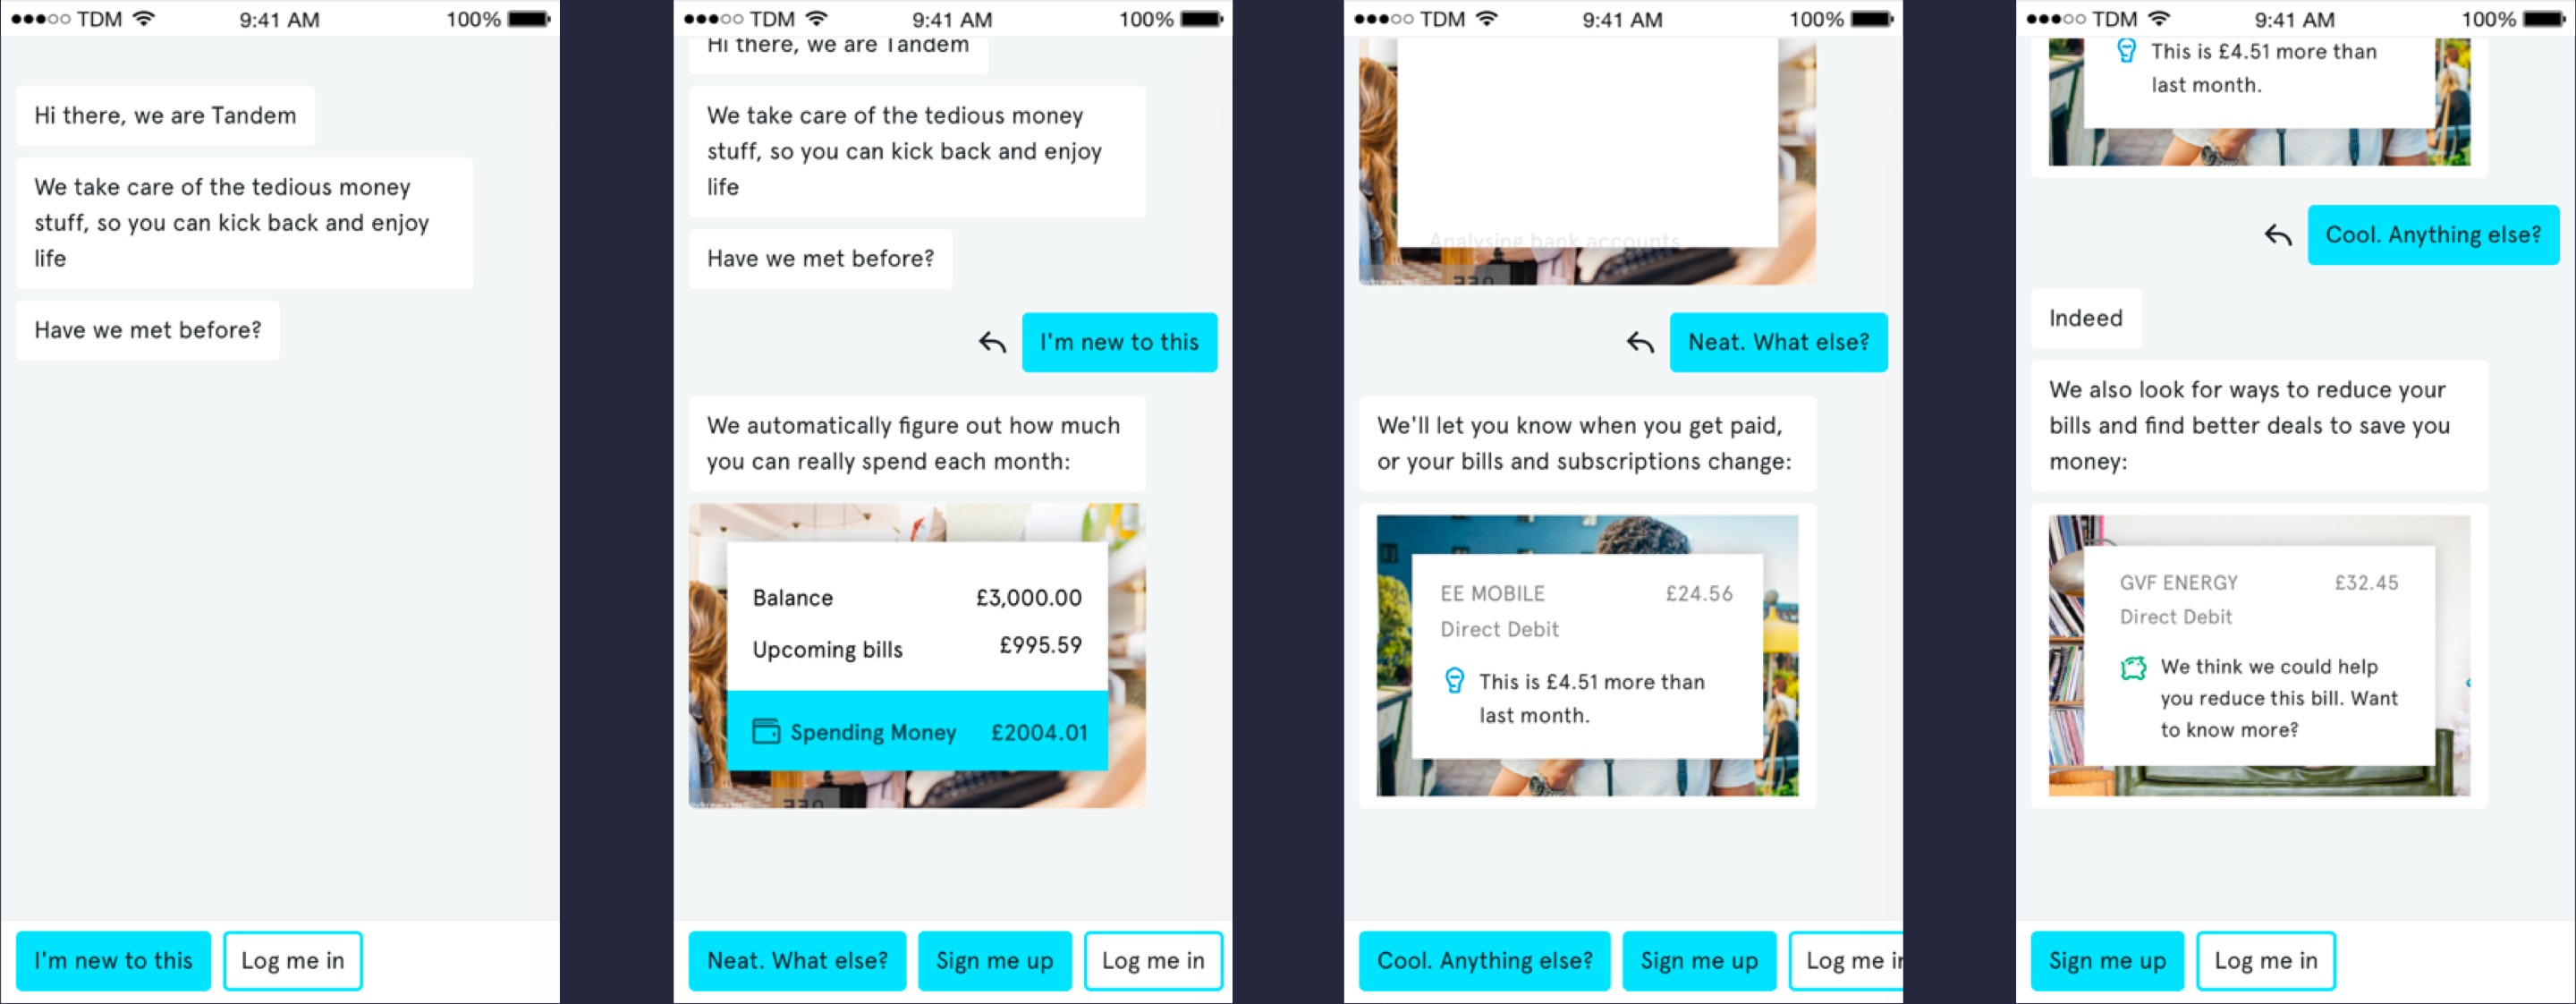 TDM 9:41 AM 100%
Hi there, we are Tandem
We take care of the tedious money
stuff, so you can kick back and enjoy
life
Have we met before?
I'm new to this
Log me in
TDM 9:41 AM 100%
Hi there, we are Tandem
We take care of the tedious money
stuff, so you can kick back and enjoy
life
Have we met before?
I'm new to this
We automatically figure out how much
you can really spend each month:
Balance £3,000.00
Upcoming bills £995.59
Spending Money £2004.01
Neat. What else?
Sign me up
Log me in
TDM 9:41 AM 100%
Analysing bank accounts
Neat. What else?
We'll let you know when you get paid,
or your bills and subscriptions change:
EE MOBILE £24.56
Direct Debit
This is £4.51 more than
last month.
Cool. Anything else?
Sign me up
Log me in
TDM 9:41 AM 100%
This is £4.51 more than
last month.
Cool. Anything else?
Indeed
We also look for ways to reduce your
bills and find better deals to save you
money:
GVF ENERGY £32.45
Direct Debit
We think we could help
you reduce this bill. Want
to know more?
Sign me up
Log me in